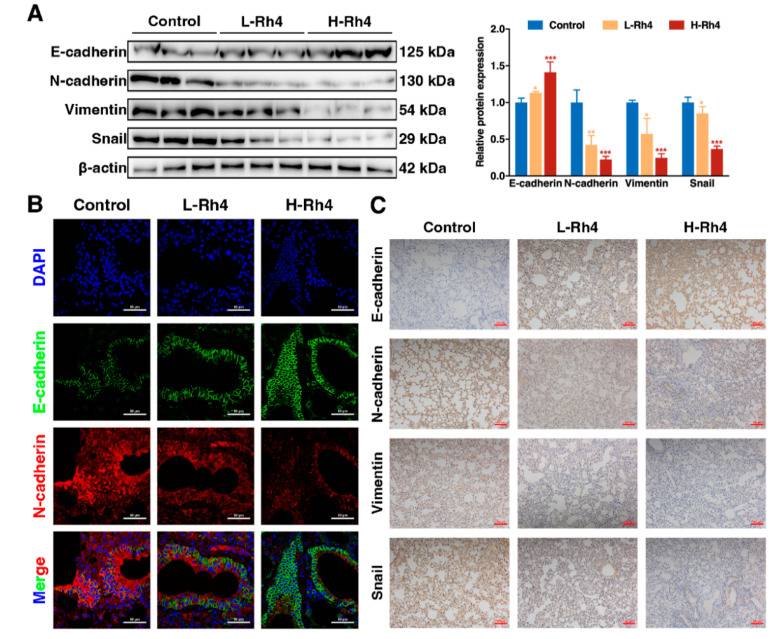 A
Control L-Rh4 H-Rh4
E-cadherin 125 kDa
N-cadherin 130 kDa
Vimentin 54 kDa
Snail 29 kDa
β-actin 42 kDa
Control L-Rh4 H-Rh4
Relative protein expression
2.0
1.5
1.0
0.5
0.0
* *** ** *** * *** * ***
E-cadherin N-cadherin Vimentin Snail
B
Control L-Rh4 H-Rh4
DAPI
E-cadherin
N-cadherin
Merge
C
Control L-Rh4 H-Rh4
E-cadherin
N-cadherin
Vimentin
Snail